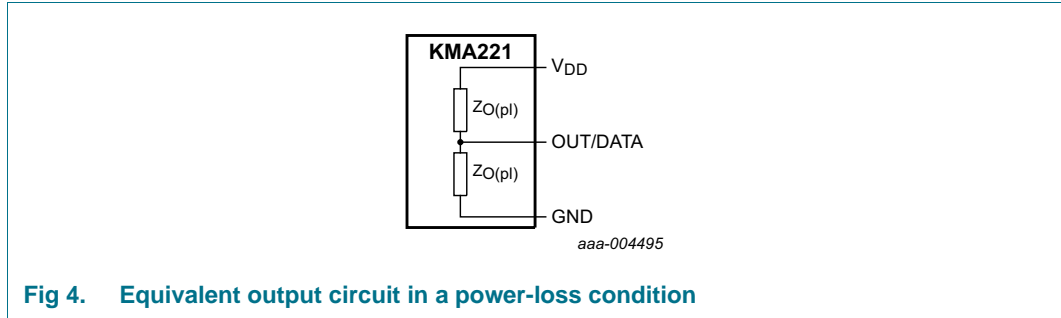 KMA221
VDD
ZO(pl)
OUT/DATA
ZO(pl)
GND
aaa-004495
Fig 4. Equivalent output circuit in a power-loss condition